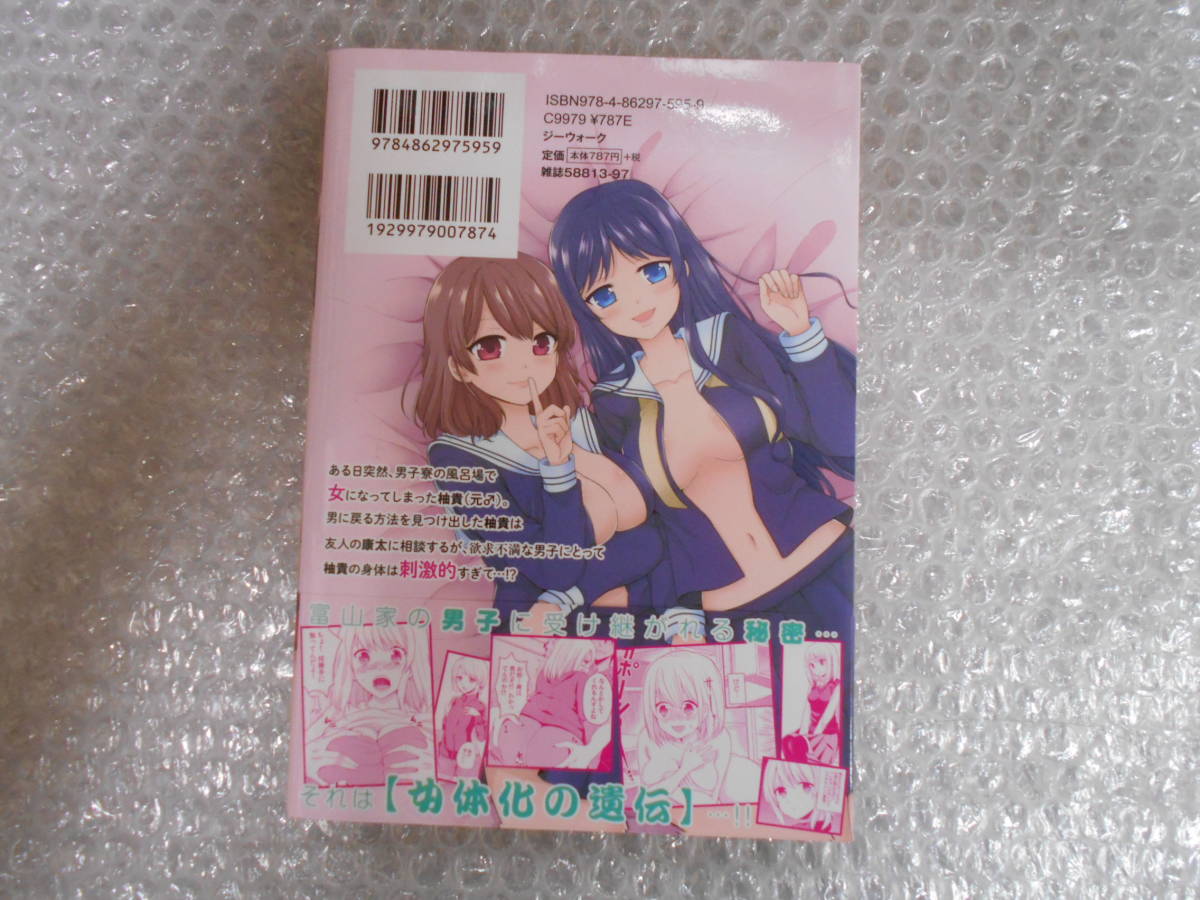 ISBN978-4-86297-595-9
C9979 ¥787E
ジーウォーク
定価 本体787円 +税
雑誌58813-97
9784862975959
1929979007874
ある日突然、男子寮の風呂場で
女になってしまった柚貴(元♂)。
男に戻る方法を見つけ出した柚貴は
友人の康太に相談するが、欲求不満な男子にとって
柚貴の身体は刺激的すぎて…!?
富山家の男子に受け継がれる秘密…
それは【女体化の遺伝】…!!